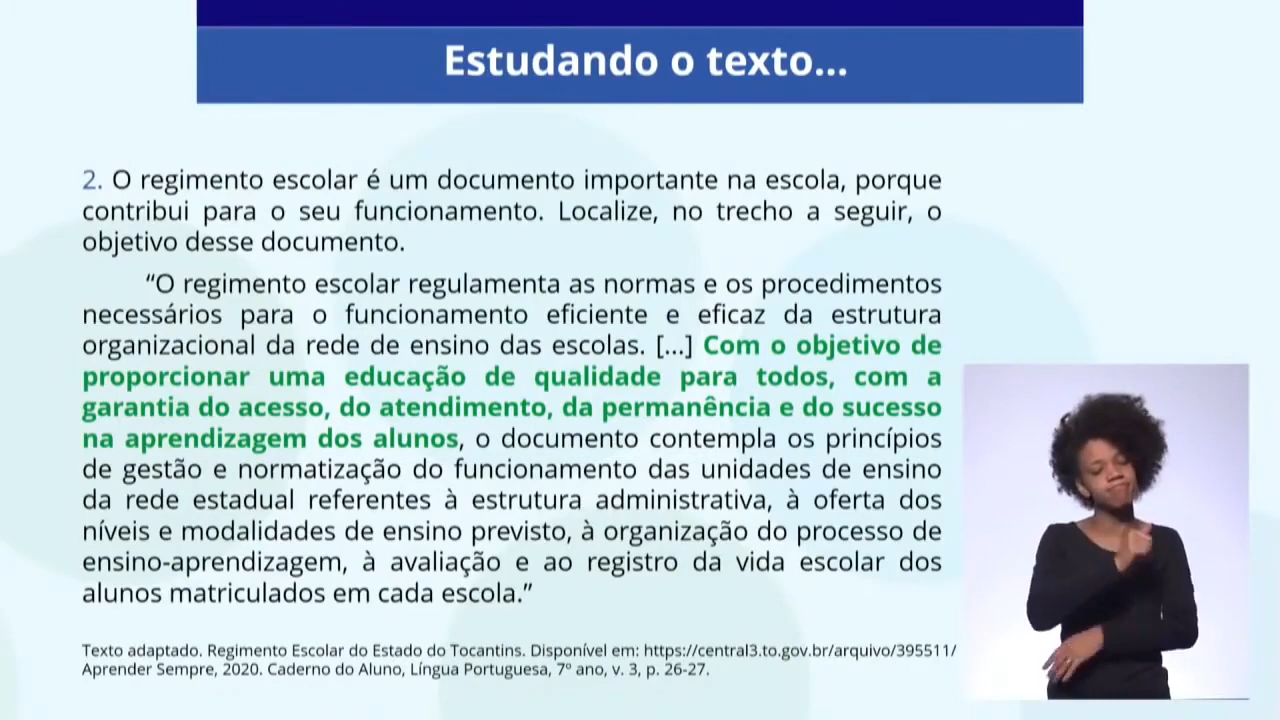 Estudando o texto...
2. O regimento escolar é um documento importante na escola, porque
contribui para o seu funcionamento. Localize, no trecho a seguir, o
objetivo desse documento.
“O regimento escolar regulamenta as normas e os procedimentos
necessários para o funcionamento eficiente e eficaz da estrutura
organizacional da rede de ensino das escolas. [...] Com o objetivo de
proporcionar uma educação de qualidade para todos, com a
garantia do acesso, do atendimento, da permanência e do sucesso
na aprendizagem dos alunos, o documento contempla os princípios
de gestão e normatização do funcionamento das unidades de ensino
da rede estadual referentes à estrutura administrativa, à oferta dos
níveis e modalidades de ensino previsto, à organização do processo de
ensino-aprendizagem, à avaliação e ao registro da vida escolar dos
alunos matriculados em cada escola.”
Texto adaptado. Regimento Escolar do Estado do Tocantins. Disponível em: https://central3.to.gov.br/arquivo/395511/
Aprender Sempre, 2020. Caderno do Aluno, Língua Portuguesa, 7º ano, v. 3, p. 26-27.